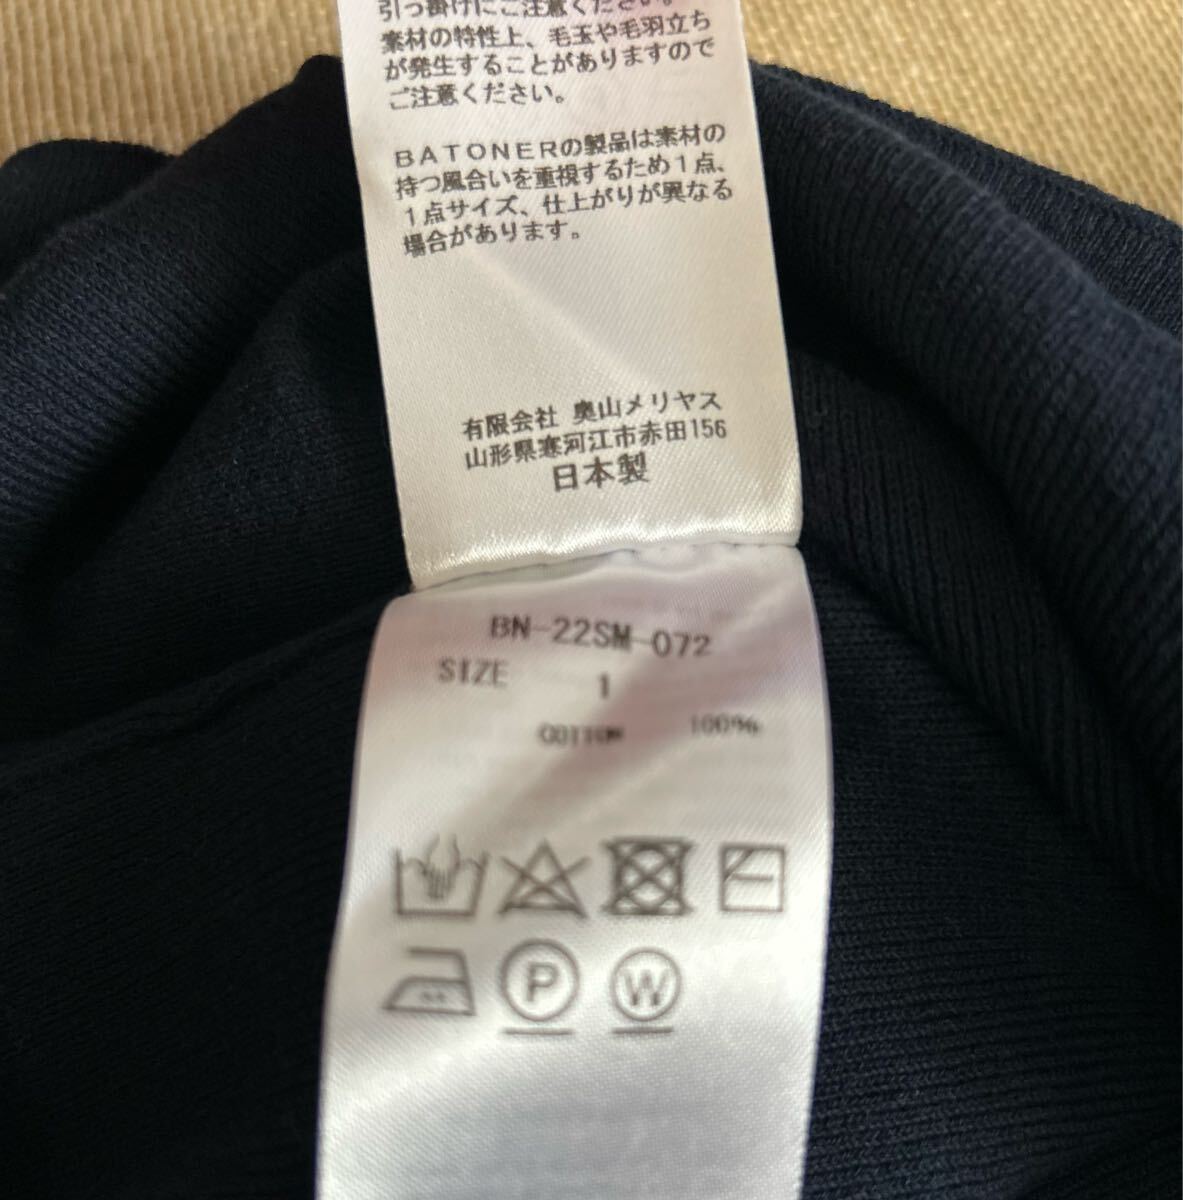 引っ掛けにご注意ください。
素材の特性上、毛玉や毛羽立ち
が発生することがありますので
ご注意ください。
BATONERの製品は素材の
持つ風合いを重視するため1点、
1点サイズ、仕上がりが異なる
場合があります。
有限会社 奥山メリヤス
山形県寒河江市赤田156
日本製
BN-22SM-072
SIZE 1
COTTON 100%
P W